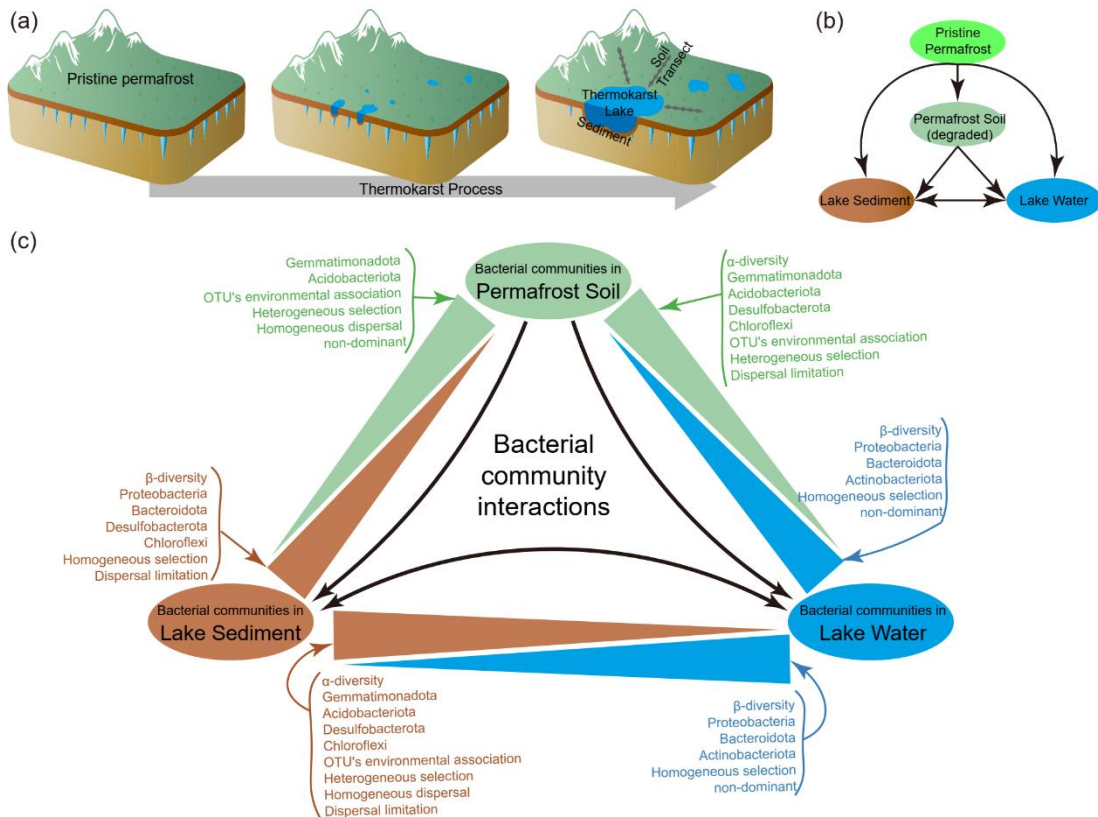 (a)
Pristine permafrost
Soil
Transect
Thermokarst
Lake
Sediment
Thermokarst Process
(b)
Pristine
Permafrost
Permafrost Soil
(degraded)
Lake Sediment
Lake Water
(c)
Gemmatimonadota
Acidobacteriota
OTU's environmental association
Heterogeneous selection
Homogeneous dispersal
non-dominant
Bacterial communities in
Permafrost Soil
α-diversity
Gemmatimonadota
Acidobacteriota
Desulfobacterota
Chloroflexi
OTU's environmental association
Heterogeneous selection
Dispersal limitation
β-diversity
Proteobacteria
Bacteroidota
Desulfobacterota
Chloroflexi
Homogeneous selection
Dispersal limitation
Bacterial
community
interactions
β-diversity
Proteobacteria
Bacteroidota
Actinobacteriota
Homogeneous selection
non-dominant
Bacterial communities in
Lake Sediment
Bacterial communities in
Lake Water
α-diversity
Gemmatimonadota
Acidobacteriota
Desulfobacterota
Chloroflexi
OTU's environmental association
Heterogeneous selection
Homogeneous dispersal
Dispersal limitation
β-diversity
Proteobacteria
Bacteroidota
Actinobacteriota
Homogeneous selection
non-dominant